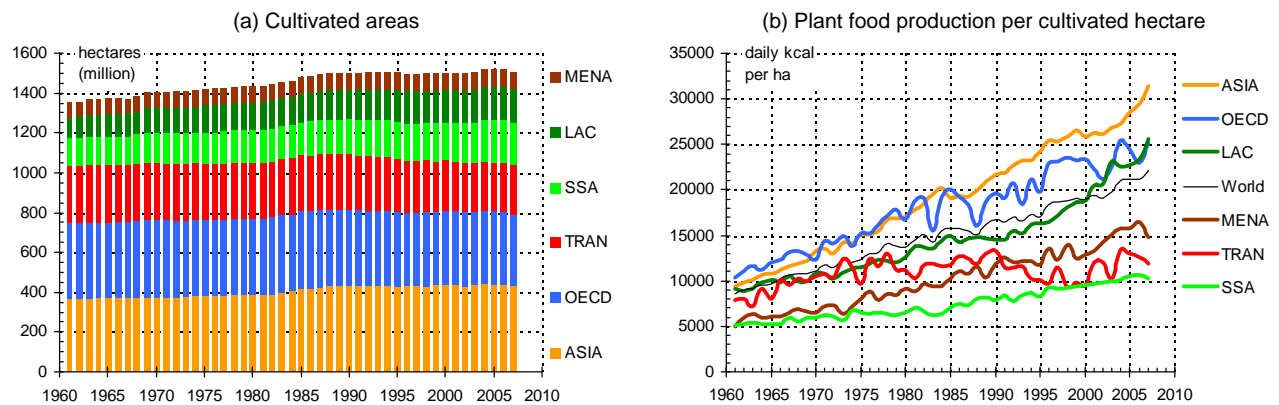 (a) Cultivated areas
hectares
(million)
1600
1400
1200
1000
800
600
400
200
0
1960 1965 1970 1975 1980 1985 1990 1995 2000 2005 2010
MENA
LAC
SSA
TRAN
OECD
ASIA
(b) Plant food production per cultivated hectare
daily kcal
per ha
35000
30000
25000
20000
15000
10000
5000
0
1960 1965 1970 1975 1980 1985 1990 1995 2000 2005 2010
ASIA
OECD
LAC
World
MENA
TRAN
SSA